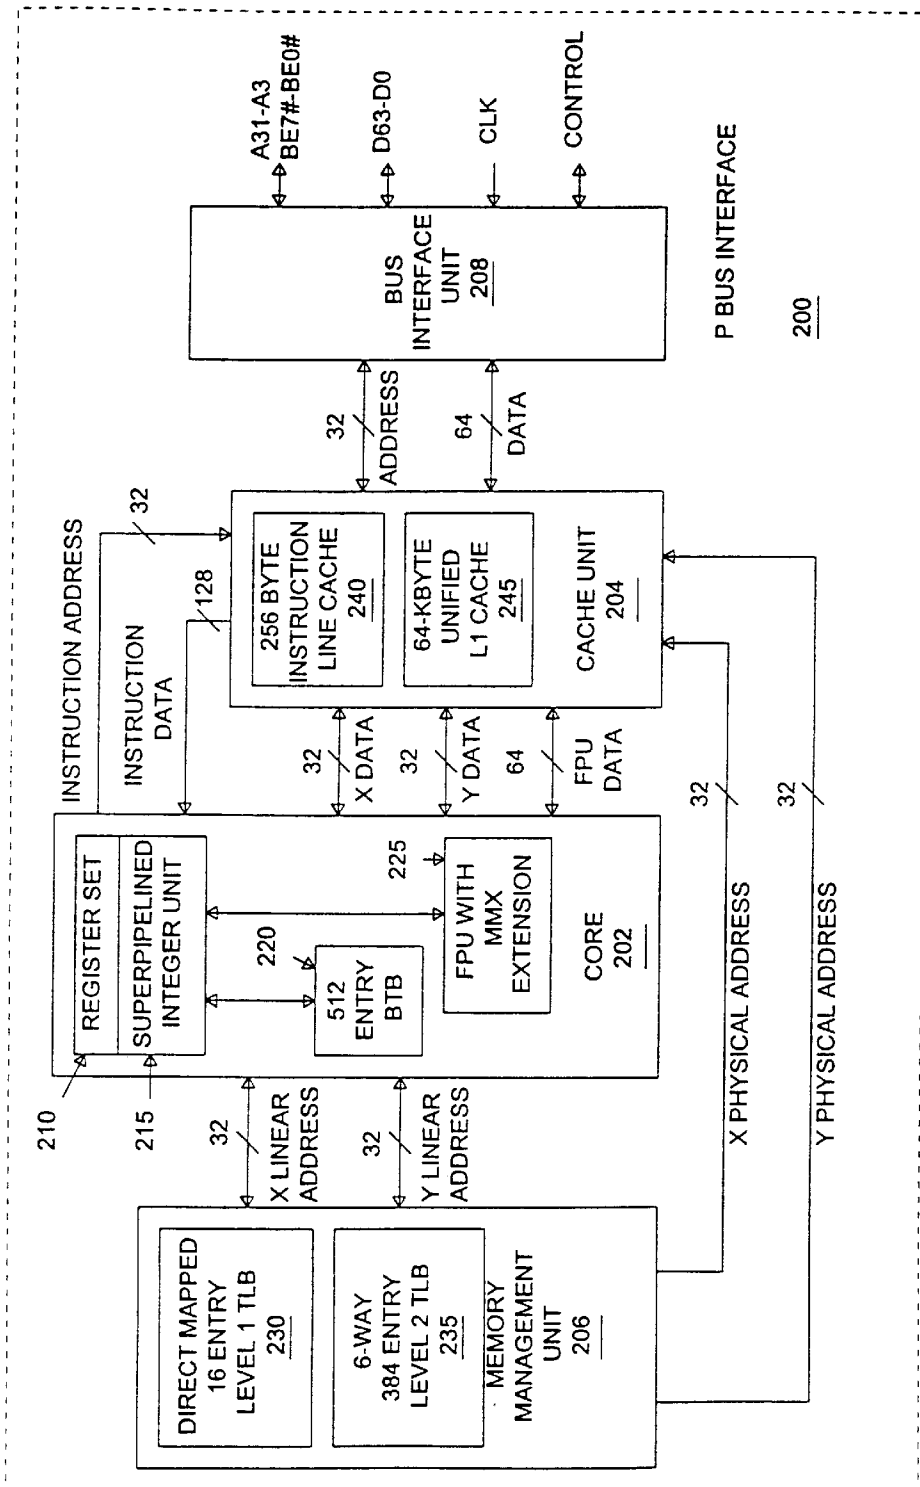 DIRECT MAPPED
16 ENTRY
LEVEL 1 TLB
230
6-WAY
384 ENTRY
LEVEL 2 TLB
235
MEMORY
MANAGEMENT
UNIT
206
32
X LINEAR
ADDRESS
32
Y LINEAR
ADDRESS
210
215
REGISTER SET
SUPERPIPELINED
INTEGER UNIT
220
512
ENTRY
BTB
225
FPU WITH
MMX
EXTENSION
CORE
202
INSTRUCTION ADDRESS
32
INSTRUCTION
DATA
128
32
X DATA
32
Y DATA
64
FPU
DATA
32
X PHYSICAL ADDRESS
32
Y PHYSICAL ADDRESS
256 BYTE
INSTRUCTION
LINE CACHE
240
64-KBYTE
UNIFIED
L1 CACHE
245
CACHE UNIT
204
32
ADDRESS
64
DATA
BUS
INTERFACE
UNIT
208
A31-A3
BE7#-BE0#
D63-D0
CLK
CONTROL
P BUS INTERFACE
200